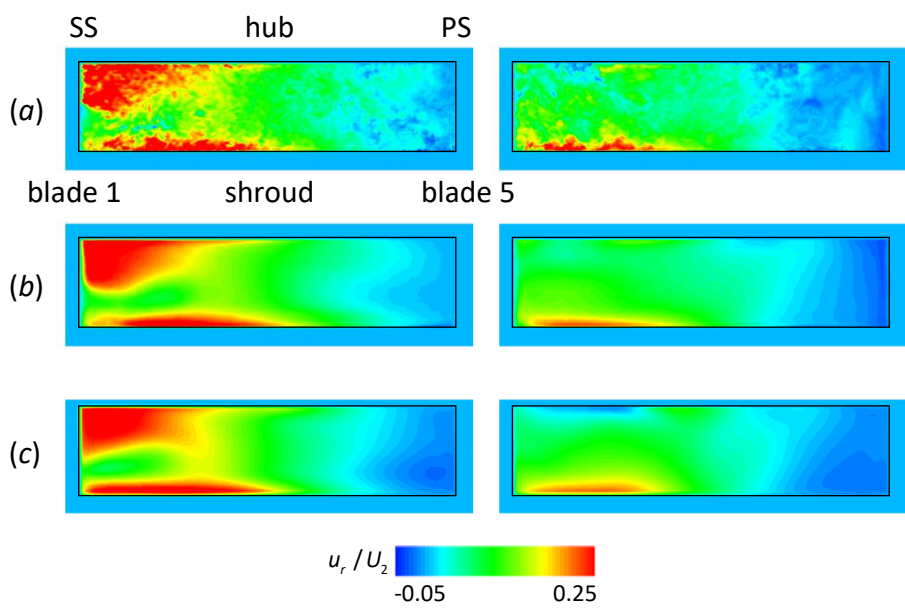 SS hub PS
(a)
blade 1 shroud blade 5
(b)
(c)
u_r / U_2
-0.05 0.25